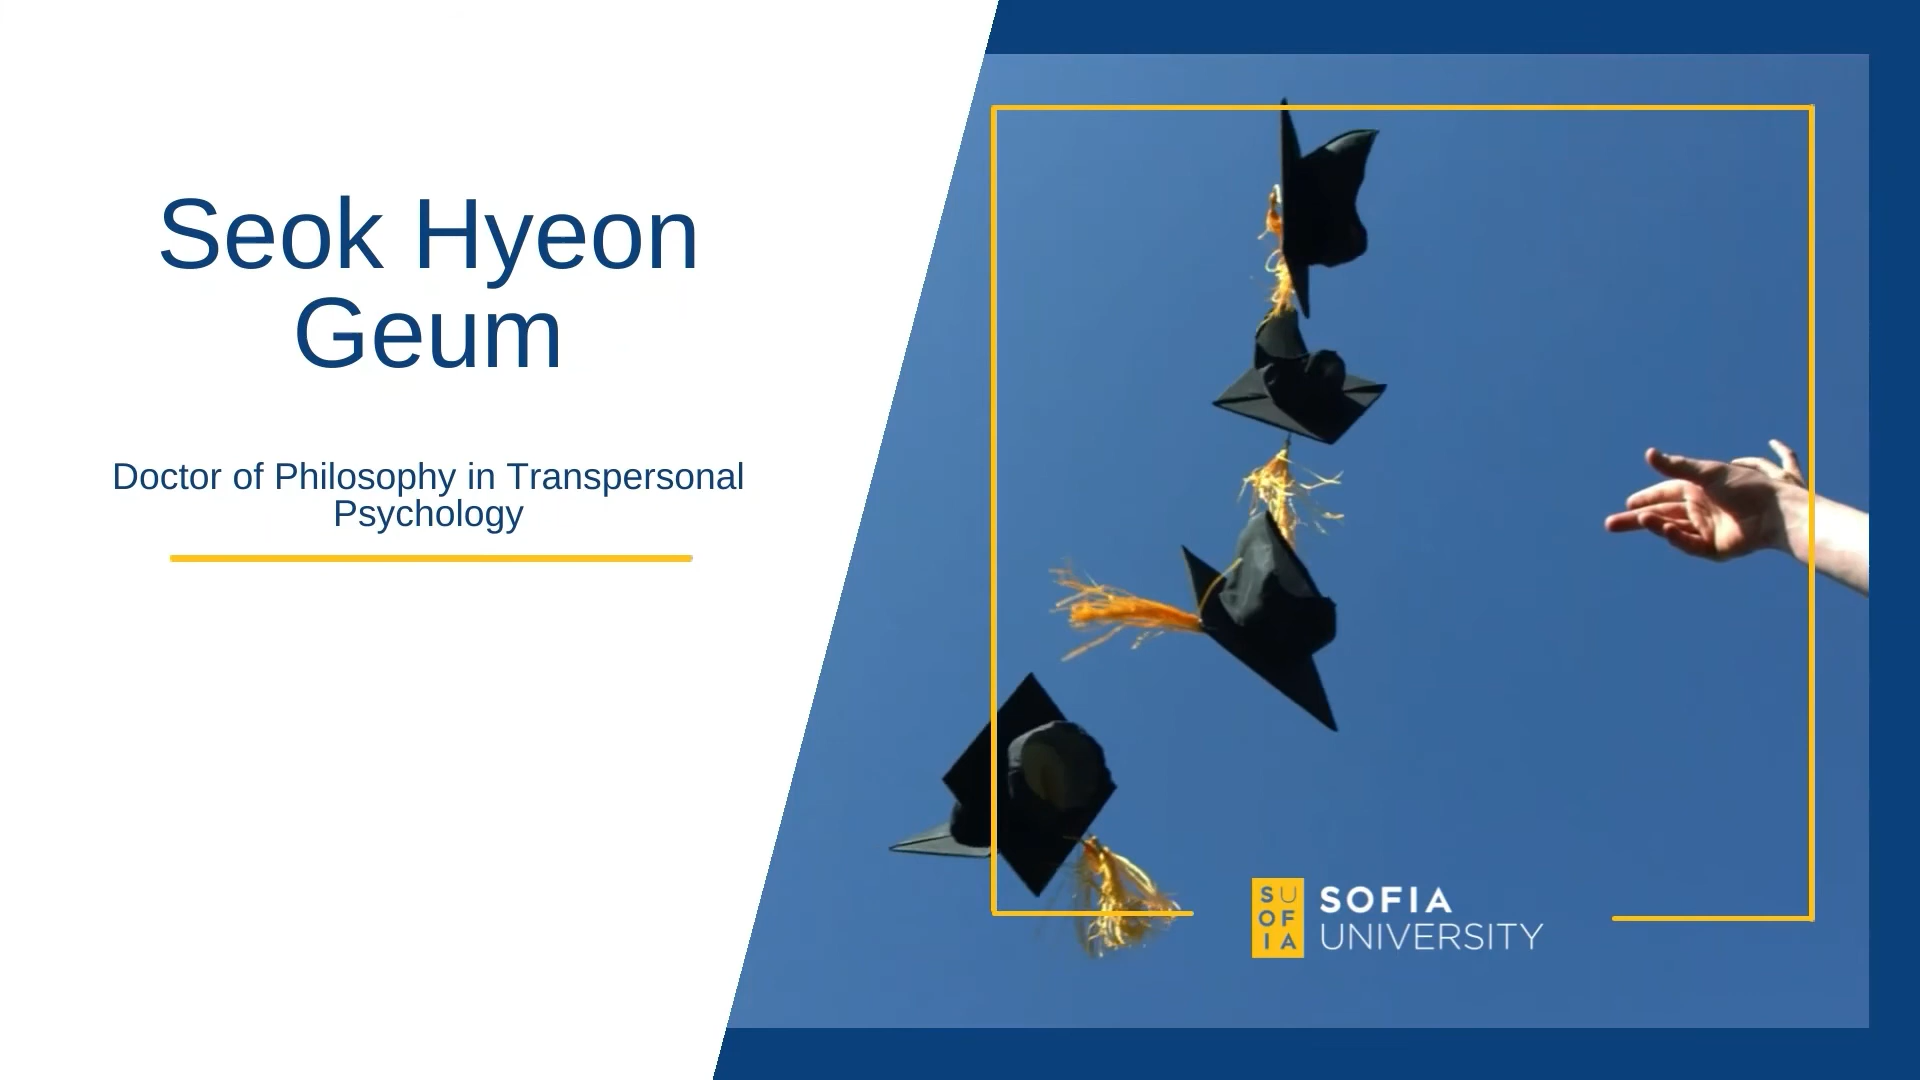 Seok Hyeon
Geum
Doctor of Philosophy in Transpersonal
Psychology
SU
OF
IA
SOFIA
UNIVERSITY